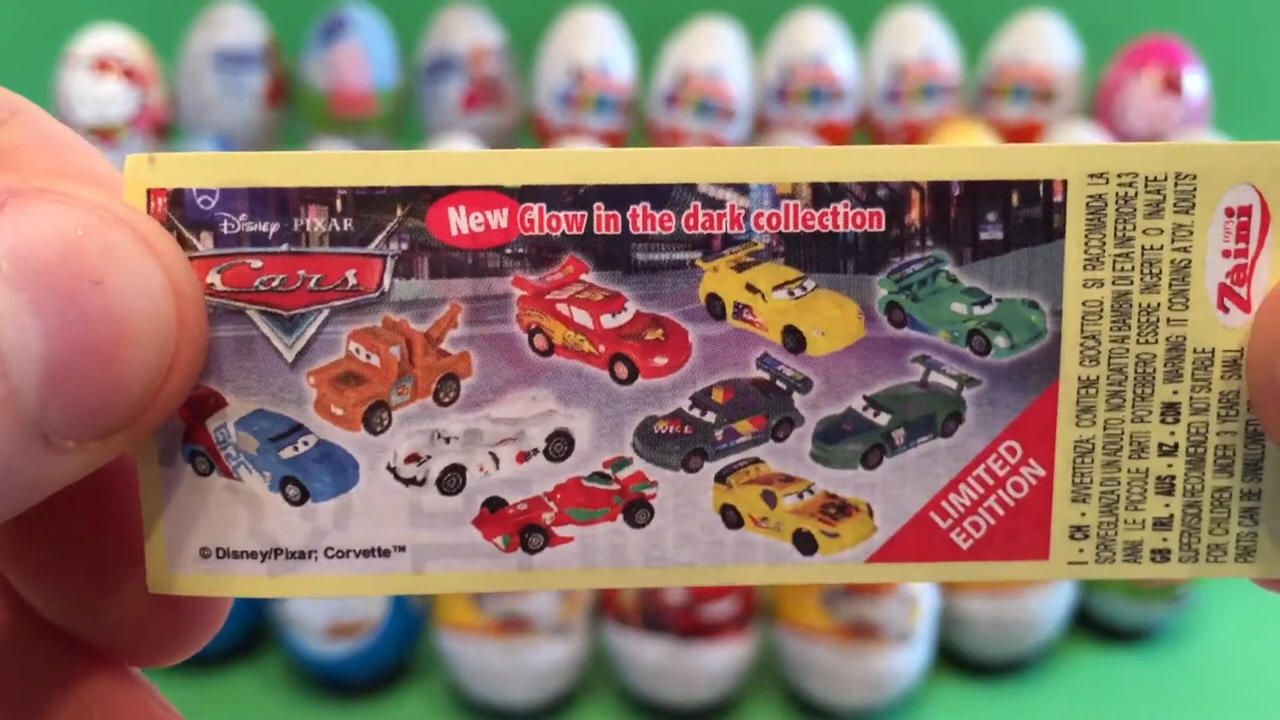 Disney · PIXAR
Cars
New Glow in the dark collection
WKL
LIMITED
EDITION
© Disney/Pixar; Corvette™
I - CH - AVVERTENZA: CONTIENE GIOCATTOLO. SI RACCOMANDA LA
SORVEGLIANZA DI UN ADULTO. NON ADATTO AI BAMBINI DI ETÀ INFERIORE A 3
ANNI. LE PICCOLE PARTI POTREBBERO ESSERE INGERITE O INALATE.
GB - IRL - AUS - NZ - CDN - WARNING: IT CONTAINS A TOY. ADULTS
SUPERVISION RECOMMENDED. NOT SUITABLE
FOR CHILDREN UNDER 3 YEARS. SMALL
PARTS CAN BE SWALLOWED
Zàini